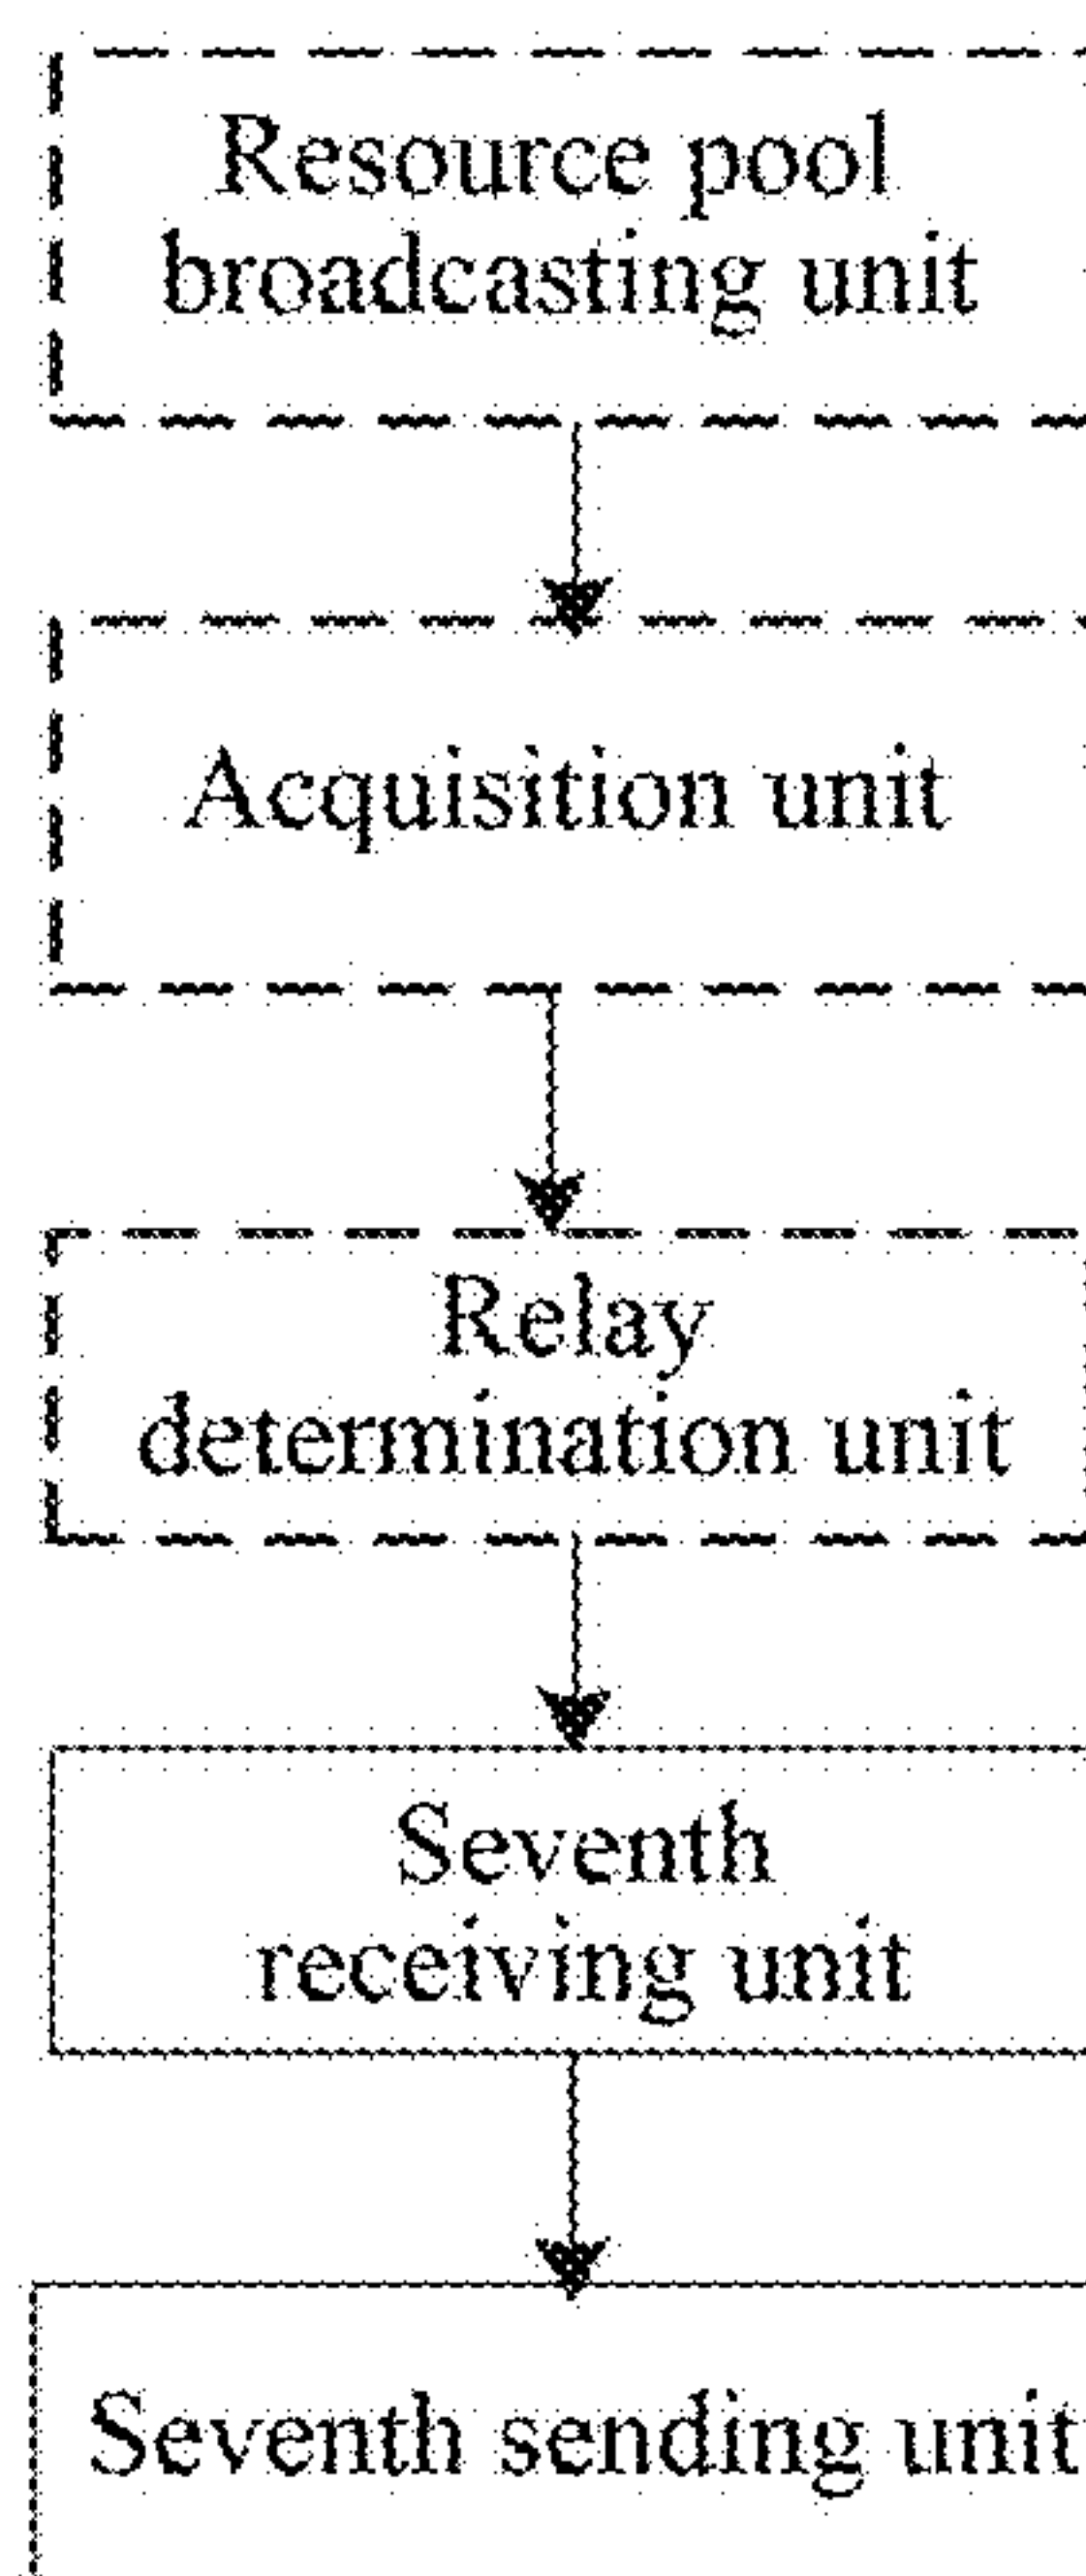 Resource pool
broadcasting unit
Acquisition unit
Relay
determination unit
Seventh
receiving unit
Seventh sending unit